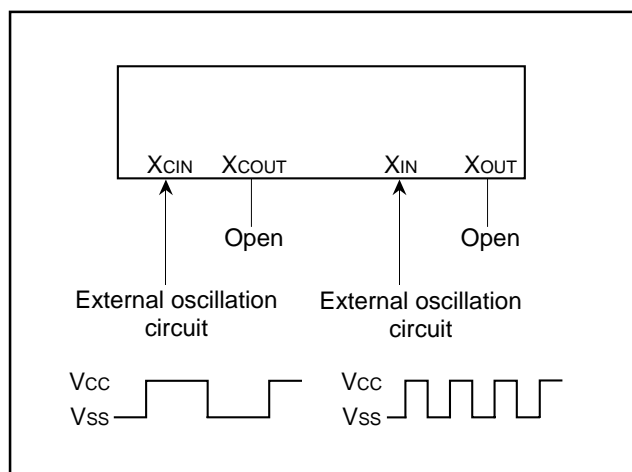 XCIN XCOUT XIN XOUT
Open Open
External oscillation circuit
External oscillation circuit
VCC
VSS
VCC
VSS